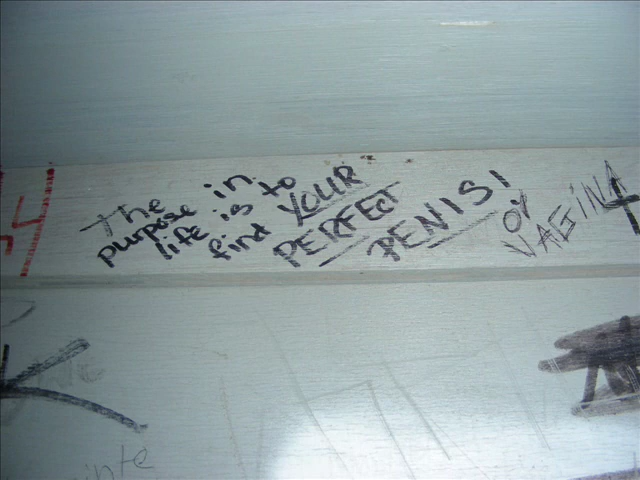 The
purpose in
life is to
find YOUR
PERFECT
PENIS!
or
VAGINA